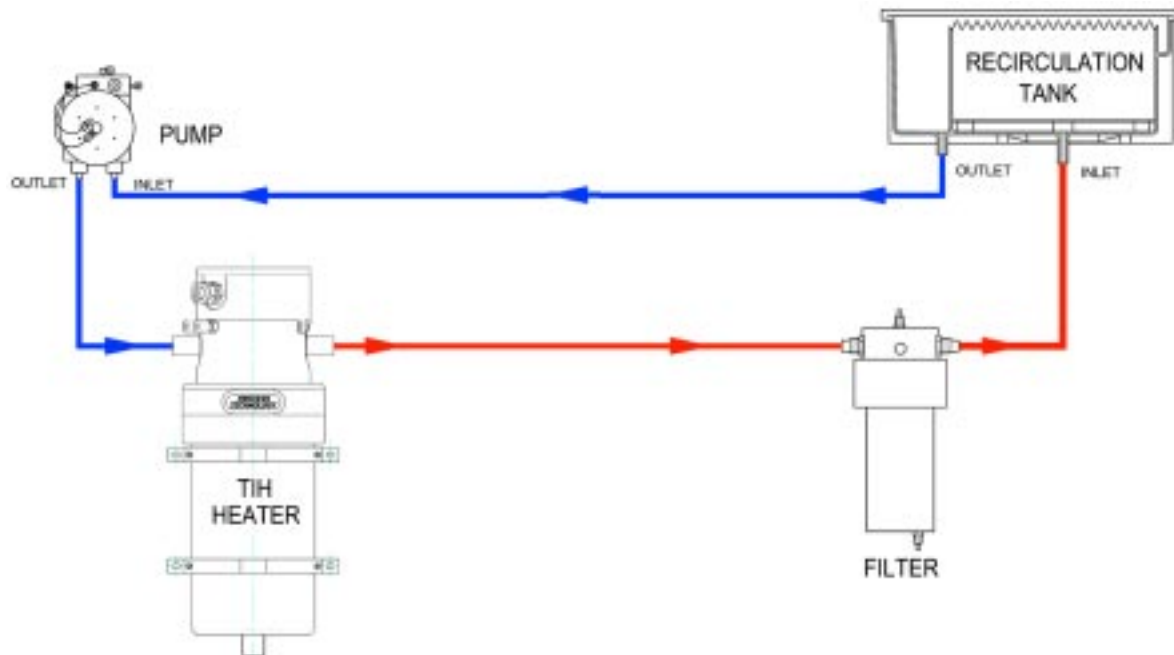 RECIRCULATION
TANK
PUMP
OUTLET
INLET
OUTLET
INLET
TIH
HEATER
FILTER